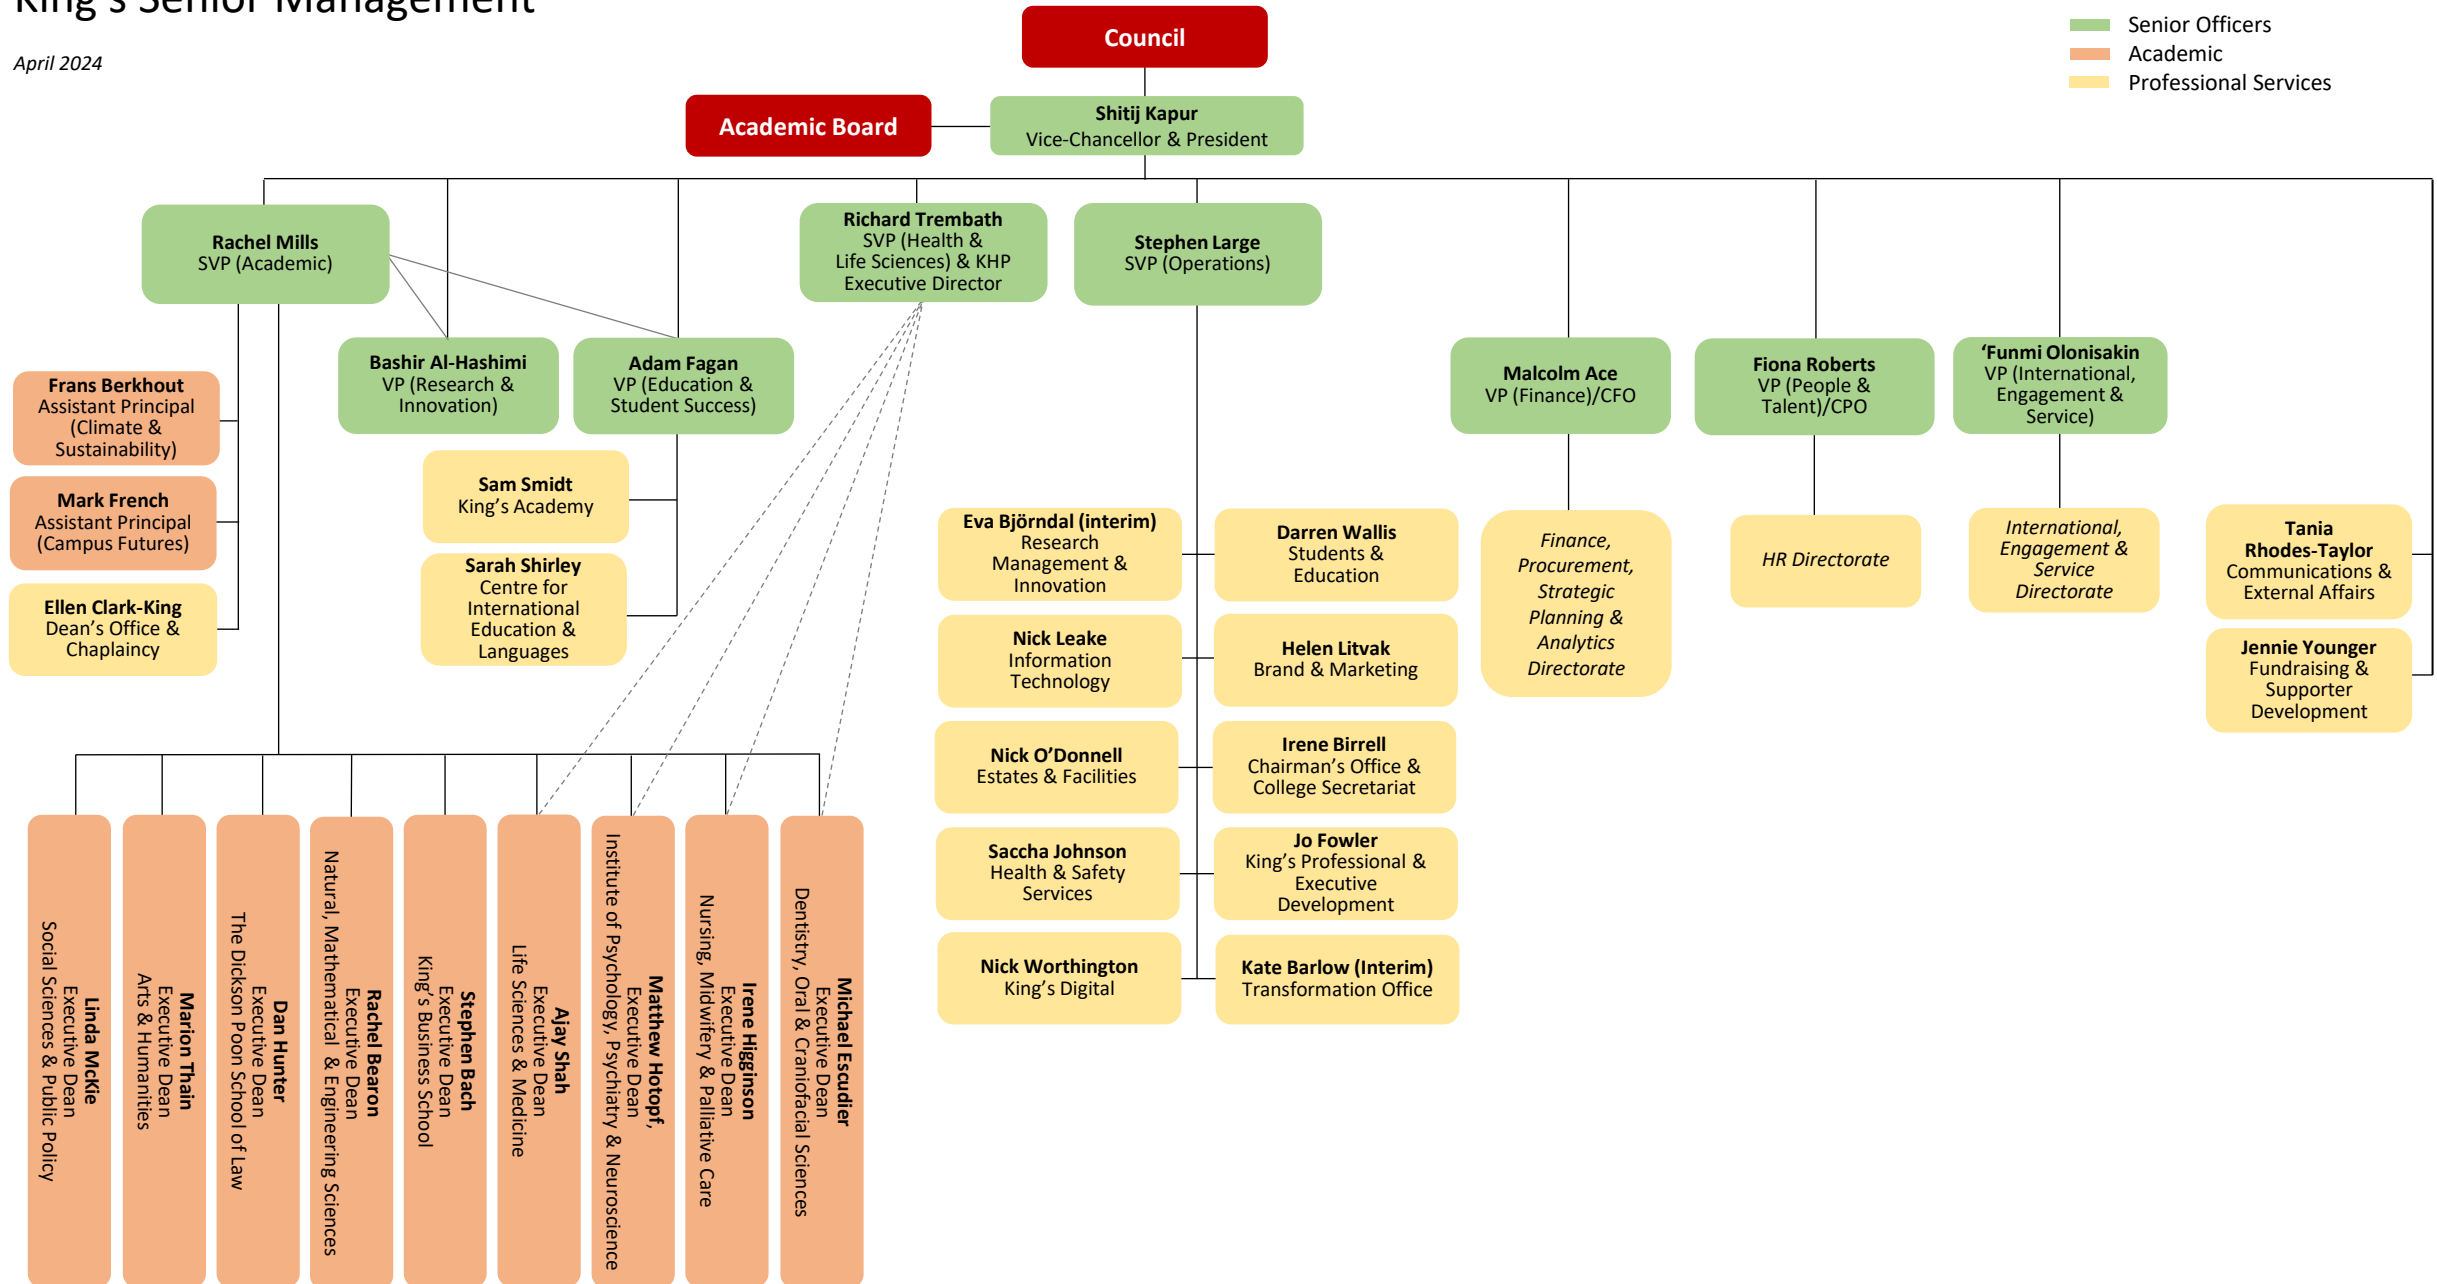 King's Senior Management
April 2024
Senior Officers
Academic
Professional Services
Council
Academic Board
Shitij Kapur
Vice-Chancellor & President
Rachel Mills
SVP (Academic)
Richard Trembath
SVP (Health &
Life Sciences) & KHP
Executive Director
Stephen Large
SVP (Operations)
Bashir Al-Hashimi
VP (Research &
Innovation)
Adam Fagan
VP (Education &
Student Success)
Malcolm Ace
VP (Finance)/CFO
Fiona Roberts
VP (People &
Talent)/CPO
‘Funmi Olonisakin
VP (International,
Engagement &
Service)
Frans Berkhout
Assistant Principal
(Climate &
Sustainability)
Mark French
Assistant Principal
(Campus Futures)
Ellen Clark-King
Dean’s Office &
Chaplaincy
Sam Smidt
King’s Academy
Sarah Shirley
Centre for
International
Education &
Languages
Eva Björndal (interim)
Research
Management &
Innovation
Darren Wallis
Students &
Education
Nick Leake
Information
Technology
Helen Litvak
Brand & Marketing
Nick O’Donnell
Estates & Facilities
Irene Birrell
Chairman’s Office &
College Secretariat
Saccha Johnson
Health & Safety
Services
Jo Fowler
King’s Professional &
Executive
Development
Nick Worthington
King’s Digital
Kate Barlow (Interim)
Transformation Office
Finance,
Procurement,
Strategic
Planning &
Analytics
Directorate
HR Directorate
International,
Engagement &
Service
Directorate
Tania
Rhodes-Taylor
Communications &
External Affairs
Jennie Younger
Fundraising &
Supporter
Development
Linda McKie
Executive Dean
Social Sciences & Public Policy
Marion Thain
Executive Dean
Arts & Humanities
Dan Hunter
Executive Dean
The Dickson Poon School of Law
Rachel Bearon
Executive Dean
Natural, Mathematical & Engineering Sciences
Stephen Bach
Executive Dean
King’s Business School
Ajay Shah
Executive Dean
Life Sciences & Medicine
Matthew Hotopf,
Executive Dean
Institute of Psychology, Psychiatry & Neuroscience
Irene Higginson
Executive Dean
Nursing, Midwifery & Palliative Care
Michael Escudier
Executive Dean
Dentistry, Oral & Craniofacial Sciences